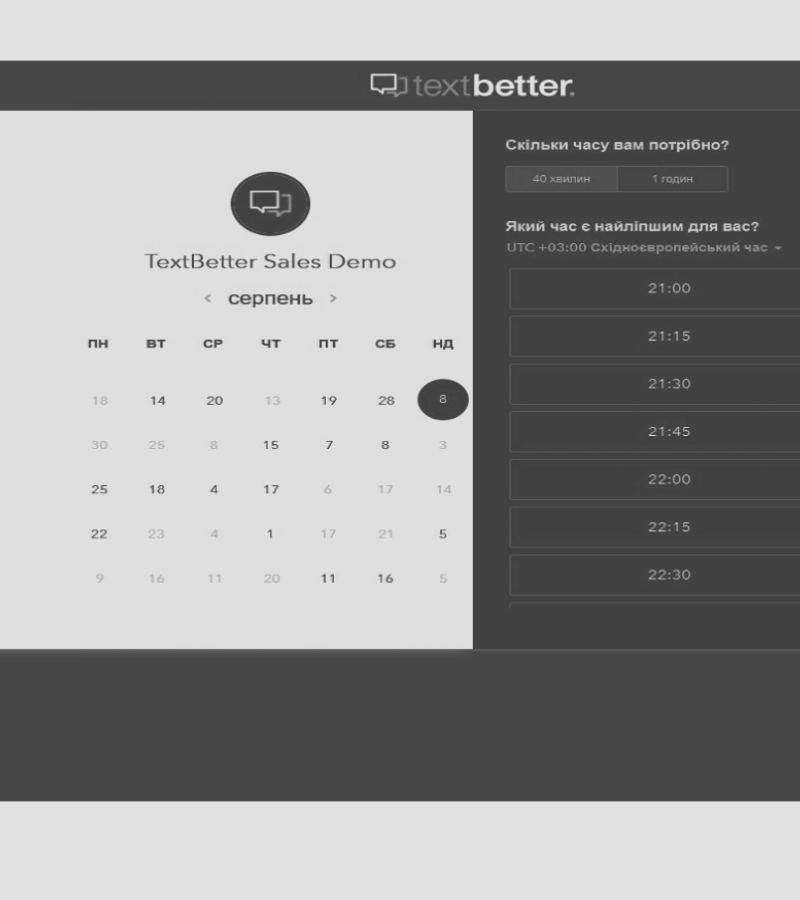 textbetter.
TextBetter Sales Demo
< серпень >
ПН ВТ СР ЧТ ПТ СБ НД
18 14 20 13 19 28 8
30 25 8 15 7 8 3
25 18 4 17 6 17 14
22 23 4 1 17 21 5
9 16 11 20 11 16 5
Скільки часу вам потрібно?
40 хвилин 1 годин
Який час є найліпшим для вас?
UTC +03:00 Східноєвропейський час
21:00
21:15
21:30
21:45
22:00
22:15
22:30